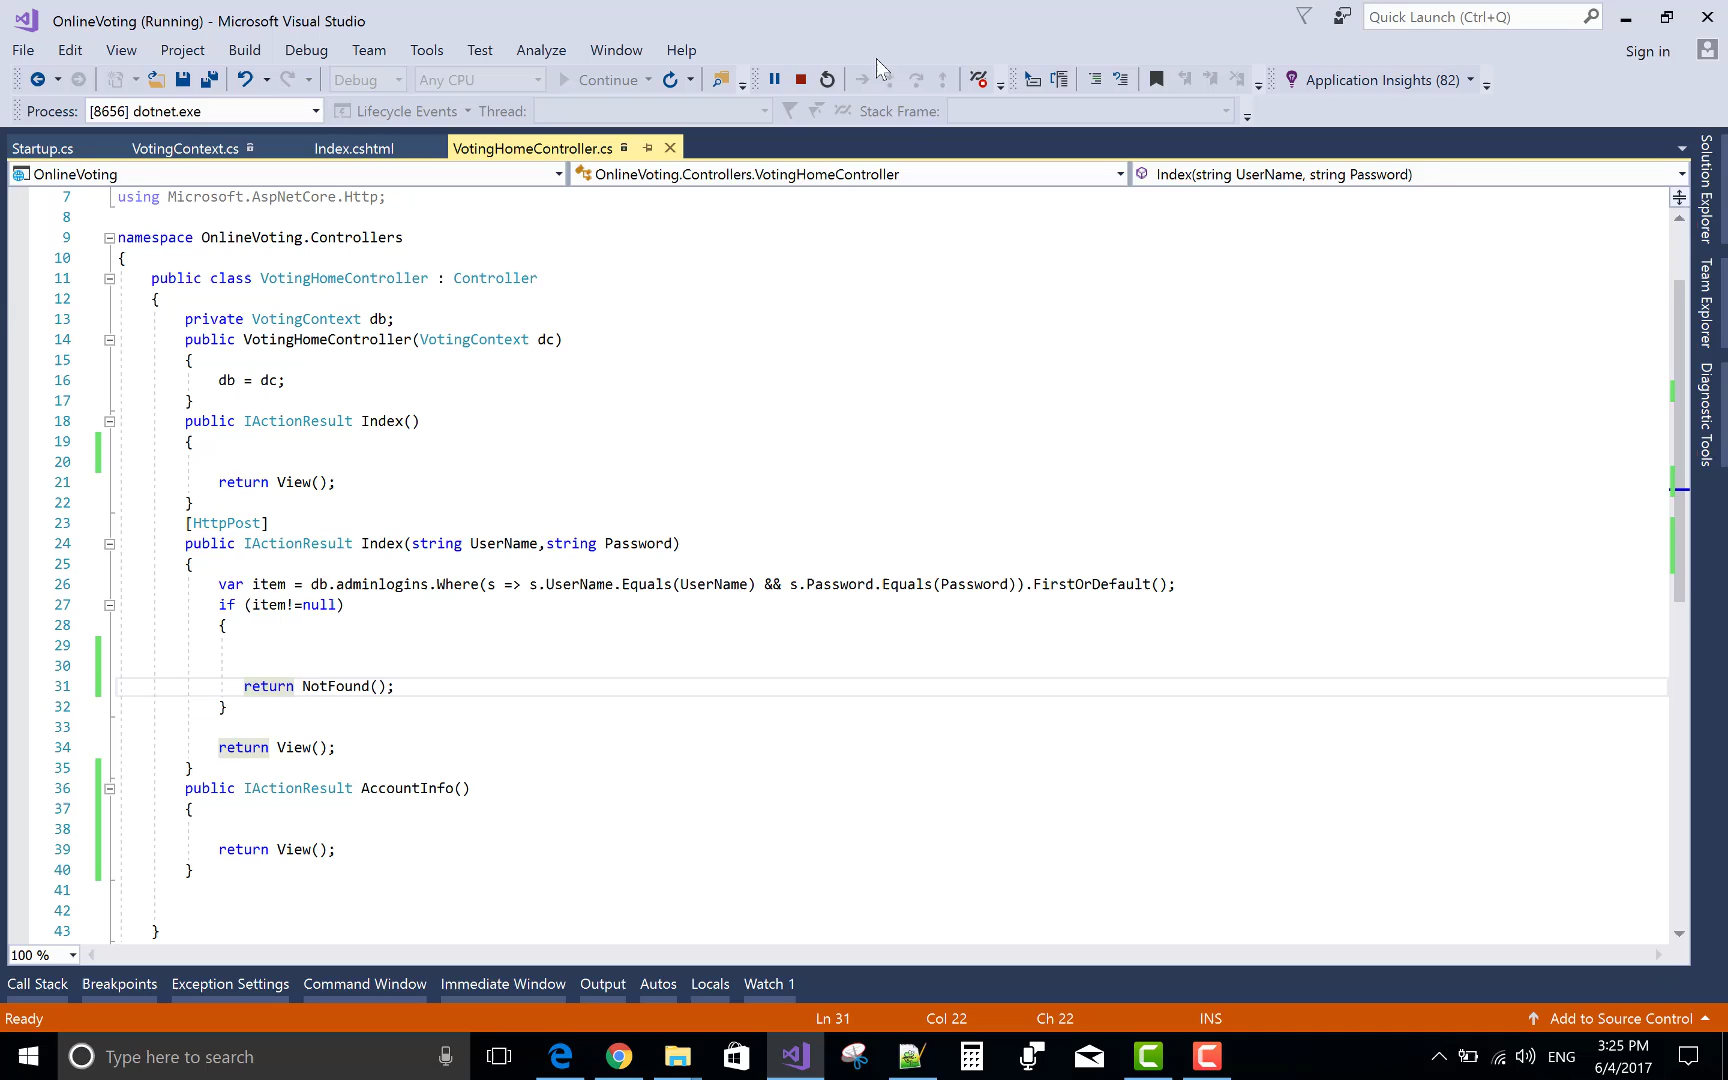 OnlineVoting (Running) - Microsoft Visual Studio
Quick Launch (Ctrl+Q)
File Edit View Project Build Debug Team Tools Test Analyze Window Help
Sign in
Debug Any CPU Continue Application Insights (82)
Process: [8656] dotnet.exe Lifecycle Events Thread: Stack Frame:
Startup.cs VotingContext.cs Index.cshtml VotingHomeController.cs
OnlineVoting OnlineVoting.Controllers.VotingHomeController Index(string UserName, string Password)
7 using Microsoft.AspNetCore.Http;
8
9 namespace OnlineVoting.Controllers
10 {
11 public class VotingHomeController : Controller
12 {
13 private VotingContext db;
14 public VotingHomeController(VotingContext dc)
15 {
16 db = dc;
17 }
18 public IActionResult Index()
19 {
20
21 return View();
22 }
23 [HttpPost]
24 public IActionResult Index(string UserName,string Password)
25 {
26 var item = db.adminlogins.Where(s => s.UserName.Equals(UserName) && s.Password.Equals(Password)).FirstOrDefault();
27 if (item!=null)
28 {
29
30
31 return NotFound();
32 }
33
34 return View();
35 }
36 public IActionResult AccountInfo()
37 {
38
39 return View();
40 }
41
42
43 }
Solution Explorer
Team Explorer
Diagnostic Tools
100 %
Call Stack Breakpoints Exception Settings Command Window Immediate Window Output Autos Locals Watch 1
Ready Ln 31 Col 22 Ch 22 INS Add to Source Control
Type here to search
ENG
3:25 PM
6/4/2017